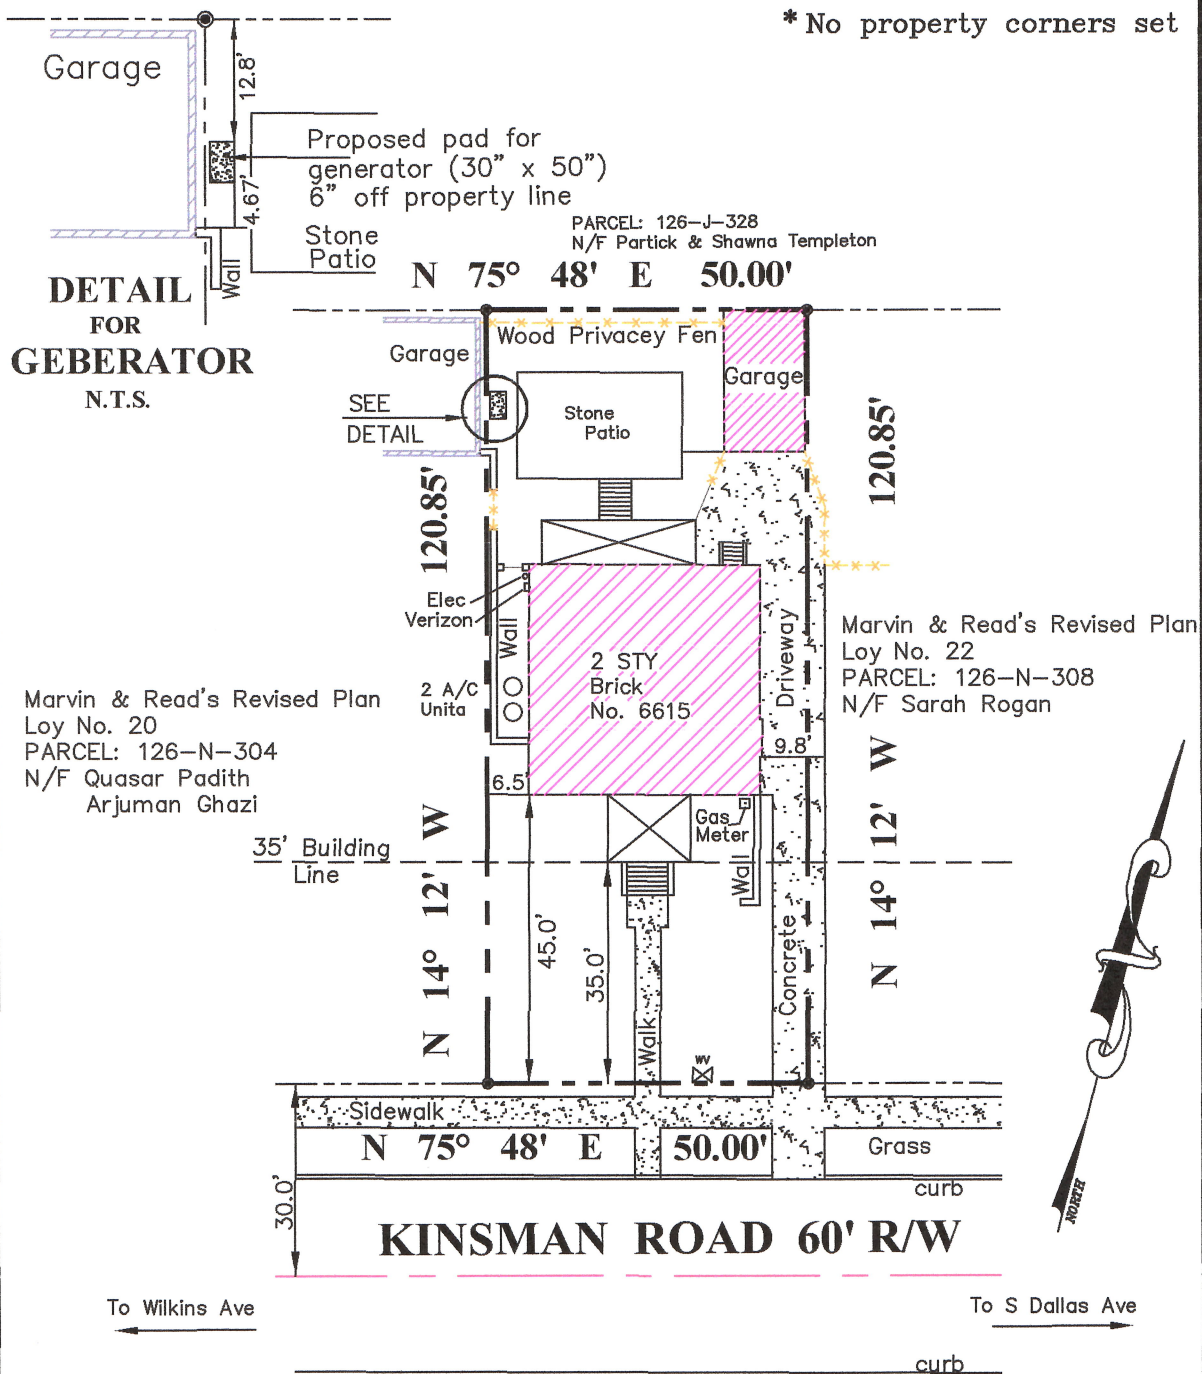 * No property corners set
Garage
12.8'
Proposed pad for
generator (30" x 50")
6" off property line
4.67'
Stone
Patio
Wall
DETAIL
FOR
GEBERATOR
N.T.S.
PARCEL: 126-J-328
N/F Partick & Shawna Templeton
N 75° 48' E 50.00'
Wood Privacey Fen
Garage
Garage
SEE
DETAIL
Stone
Patio
120.85'
120.85'
Elec
Verizon
Wall
2 A/C
Unita
2 STY
Brick
No. 6615
Driveway
Marvin & Read's Revised Plan
Loy No. 22
PARCEL: 126-N-308
N/F Sarah Rogan
Marvin & Read's Revised Plan
Loy No. 20
PARCEL: 126-N-304
N/F Quasar Padith
Arjuman Ghazi
9.8'
6.5'
Gas
Meter
Wall
35' Building
Line
N 14° 12' W
N 14° 12' W
45.0'
35.0'
Concrete
Walk
WV
Sidewalk
N 75° 48' E 50.00'
Grass
curb
30.0'
KINSMAN ROAD 60' R/W
NORTH
To Wilkins Ave
To S Dallas Ave
curb